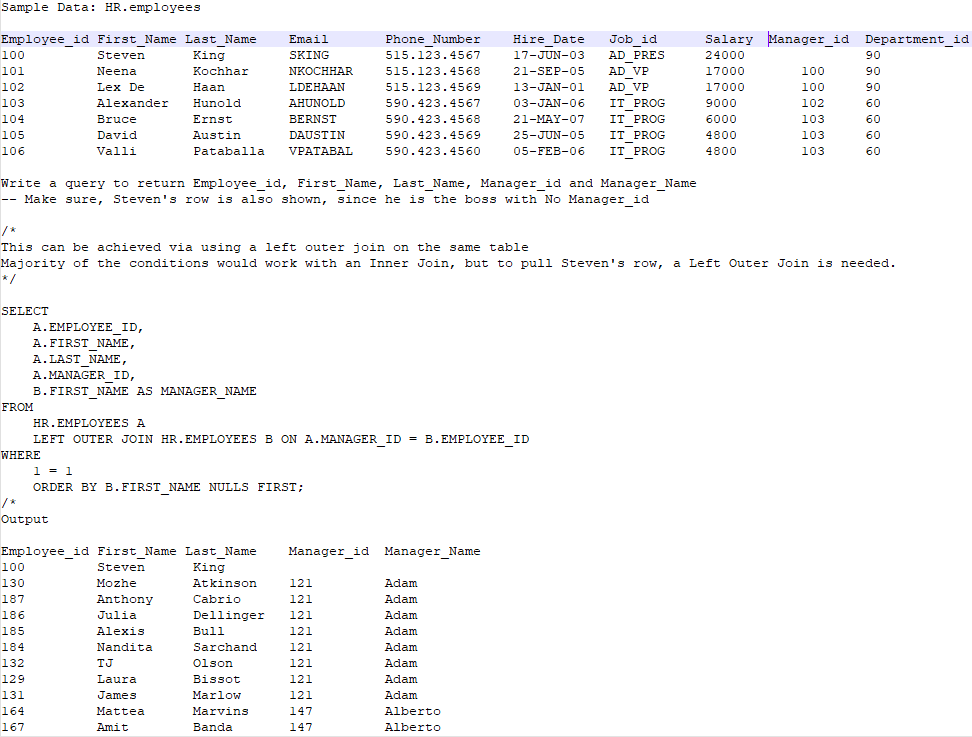 Sample Data: HR.employees
Employee_id First_Name Last_Name Email Phone_Number Hire_Date Job_id Salary Manager_id Department_id
100 Steven King SKING 515.123.4567 17-JUN-03 AD_PRES 24000 90
101 Neena Kochhar NKOCHHAR 515.123.4568 21-SEP-05 AD_VP 17000 100 90
102 Lex De Haan LDEHAAN 515.123.4569 13-JAN-01 AD_VP 17000 100 90
103 Alexander Hunold AHUNOLD 590.423.4567 03-JAN-06 IT_PROG 9000 102 60
104 Bruce Ernst BERNST 590.423.4568 21-MAY-07 IT_PROG 6000 103 60
105 David Austin DAUSTIN 590.423.4569 25-JUN-05 IT_PROG 4800 103 60
106 Valli Pataballa VPATABAL 590.423.4560 05-FEB-06 IT_PROG 4800 103 60
Write a query to return Employee_id, First_Name, Last_Name, Manager_id and Manager_Name
-- Make sure, Steven's row is also shown, since he is the boss with No Manager_id
/*
This can be achieved via using a left outer join on the same table
Majority of the conditions would work with an Inner Join, but to pull Steven's row, a Left Outer Join is needed.
*/
SELECT
A.EMPLOYEE_ID,
A.FIRST_NAME,
A.LAST_NAME,
A.MANAGER_ID,
B.FIRST_NAME AS MANAGER_NAME
FROM
HR.EMPLOYEES A
LEFT OUTER JOIN HR.EMPLOYEES B ON A.MANAGER_ID = B.EMPLOYEE_ID
WHERE
1 = 1
ORDER BY B.FIRST_NAME NULLS FIRST;
/*
Output
Employee_id First_Name Last_Name Manager_id Manager_Name
100 Steven King
130 Mozhe Atkinson 121 Adam
187 Anthony Cabrio 121 Adam
186 Julia Dellinger 121 Adam
185 Alexis Bull 121 Adam
184 Nandita Sarchand 121 Adam
132 TJ Olson 121 Adam
129 Laura Bissot 121 Adam
131 James Marlow 121 Adam
164 Mattea Marvins 147 Alberto
167 Amit Banda 147 Alberto